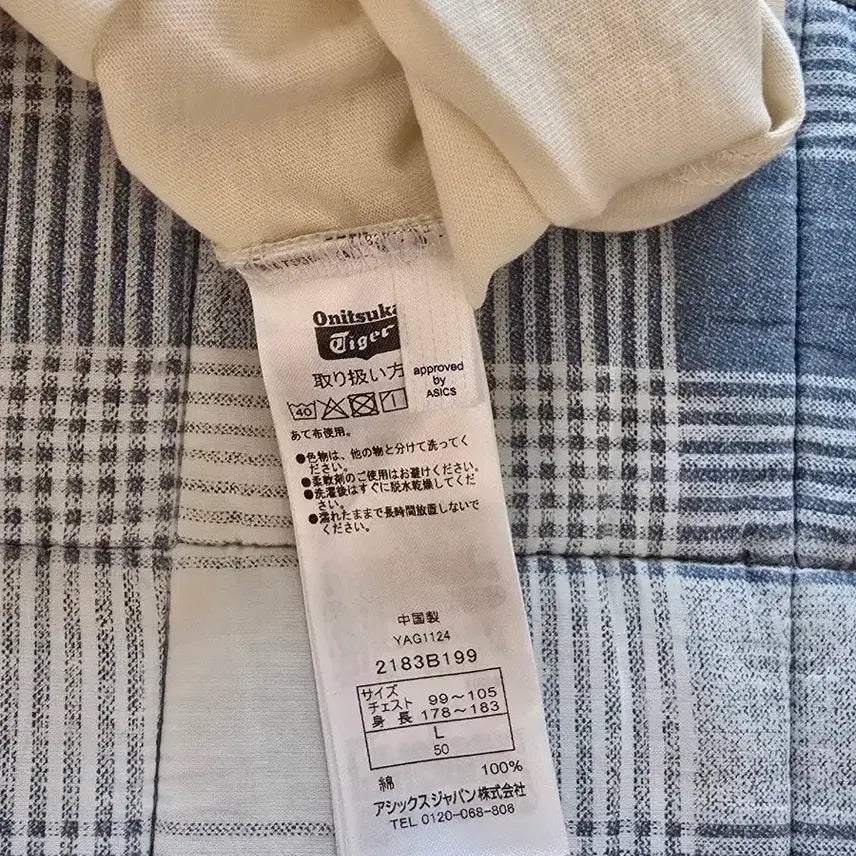 Onitsuka
Tiger
取り扱い方
approved
by
ASICS
40
あて布使用。
●色物は、他の物と分けて洗ってく
ださい。
●柔軟剤のご使用はお避けください。
●洗濯後はすぐに脱水乾燥してくだ
さい。
●濡れたままで長時間放置しないで
ください。
中国製
YAG1124
2183B199
サイズ
チェスト 99～105
身長 178～183
L
50
綿 100%
アシックスジャパン株式会社
TEL 0120-068-806